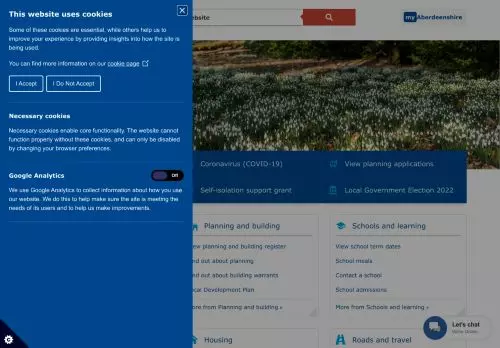 This website uses cookies
Some of these cookies are essential, while others help us to
improve your experience by providing insights into how the site is
being used.
You can find more information on our cookie page
I Accept
I Do Not Accept
Necessary cookies
Necessary cookies enable core functionality. The website cannot
function properly without these cookies, and can only be disabled
by changing your browser preferences.
Google Analytics
Off
We use Google Analytics to collect information about how you use
our website. We do this to help make sure the site is meeting the
needs of its users and to help us make improvements.
website
myAberdeenshire
Coronavirus (COVID-19)
View planning applications
Self-isolation support grant
Local Government Election 2022
Planning and building
ew planning and building register
nd out about planning
nd out about building warrants
cal Development Plan
ore from Planning and building »
Schools and learning
View school term dates
School meals
Contact a school
School admissions
More from Schools and learning »
Housing
Roads and travel
Let's chat
We're Online!